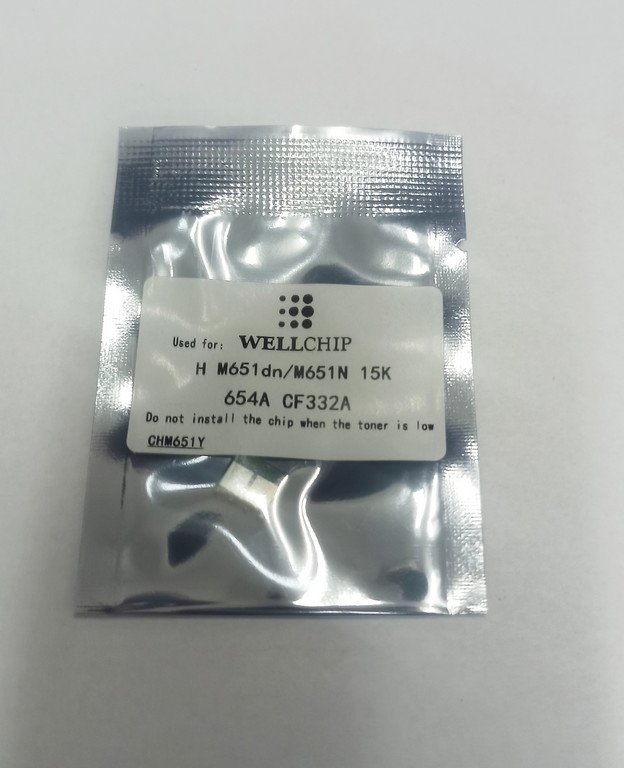 Used for: WELLCHIP
H M651dn/M651N 15K
654A CF332A
Do not install the chip when the toner is low
CHM651Y